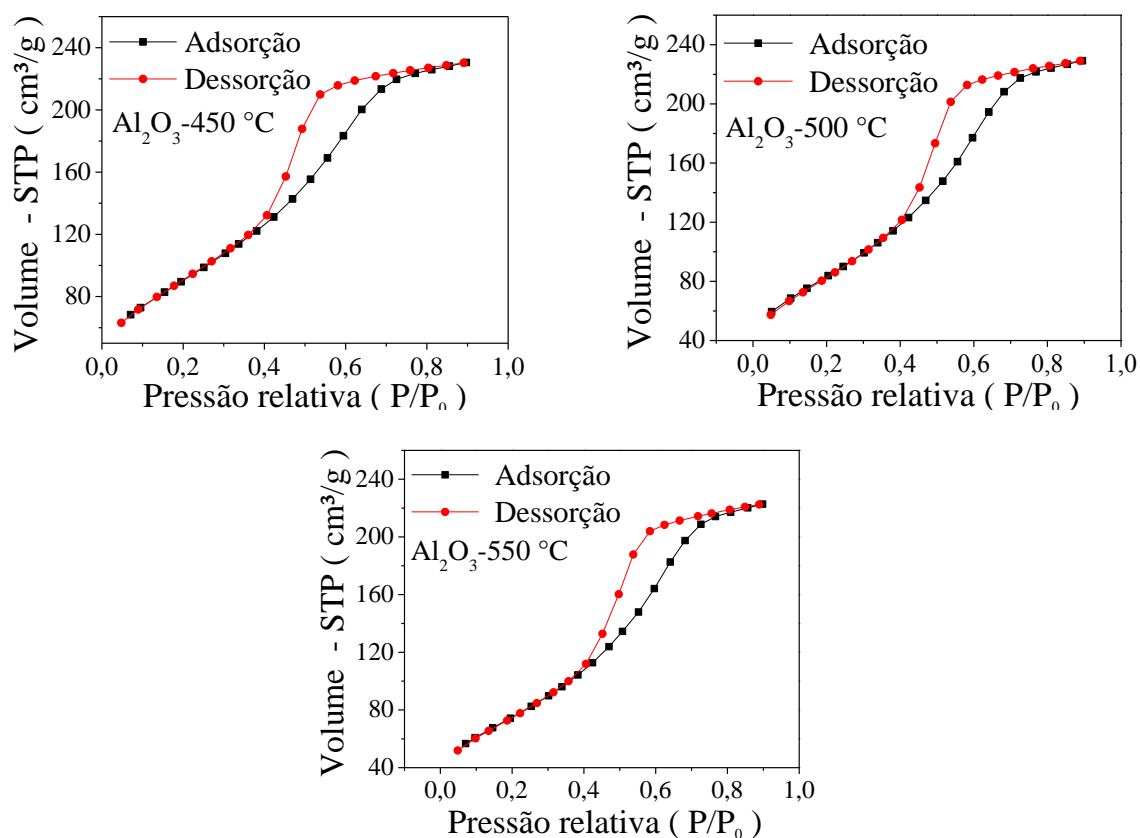 Volume - STP ( cm³/g )
240
200
160
120
80
Adsorção
Dessorção
Al₂O₃-450 °C
0,0 0,2 0,4 0,6 0,8 1,0
Pressão relativa ( P/P₀ )
Volume - STP ( cm³/g )
240
200
160
120
80
40
Adsorção
Dessorção
Al₂O₃-500 °C
0,0 0,2 0,4 0,6 0,8 1,0
Pressão relativa ( P/P₀ )
Volume - STP ( cm³/g )
240
200
160
120
80
40
Adsorção
Dessorção
Al₂O₃-550 °C
0,0 0,2 0,4 0,6 0,8 1,0
Pressão relativa ( P/P₀ )